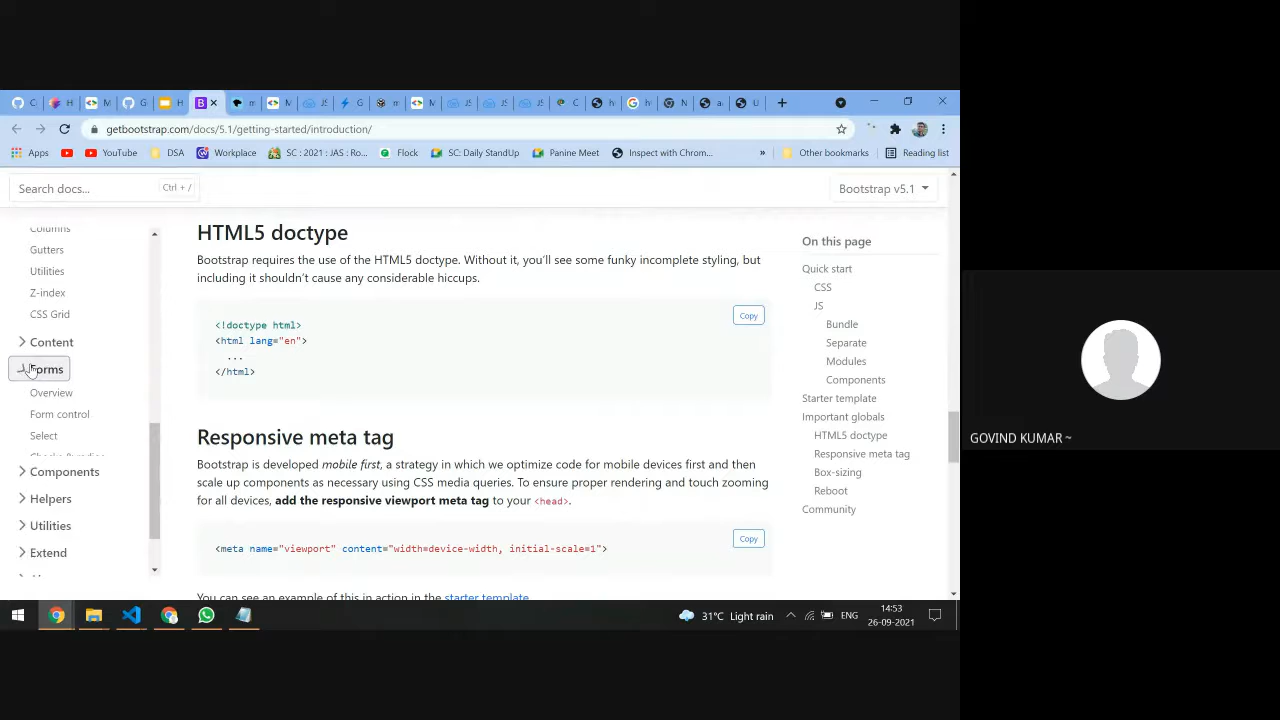 getbootstrap.com/docs/5.1/getting-started/introduction/
Apps
YouTube
DSA
Workplace
SC : 2021 : JAS : Ro...
Flock
SC: Daily StandUp
Panine Meet
Inspect with Chrom...
»
Other bookmarks
Reading list
Search docs...
Ctrl + /
Bootstrap v5.1
Columns
Gutters
Utilities
Z-index
CSS Grid
Content
Forms
Overview
Form control
Select
Components
Helpers
Utilities
Extend
HTML5 doctype
Bootstrap requires the use of the HTML5 doctype. Without it, you'll see some funky incomplete styling, but
including it shouldn't cause any considerable hiccups.
Copy
<!doctype html>
<html lang="en">
...
</html>
Responsive meta tag
Bootstrap is developed mobile first, a strategy in which we optimize code for mobile devices first and then
scale up components as necessary using CSS media queries. To ensure proper rendering and touch zooming
for all devices, add the responsive viewport meta tag to your <head>.
Copy
<meta name="viewport" content="width=device-width, initial-scale=1">
You can see an example of this in action in the starter template.
On this page
Quick start
CSS
JS
Bundle
Separate
Modules
Components
Starter template
Important globals
HTML5 doctype
Responsive meta tag
Box-sizing
Reboot
Community
31°C Light rain
ENG
14:53
26-09-2021
GOVIND KUMAR ~